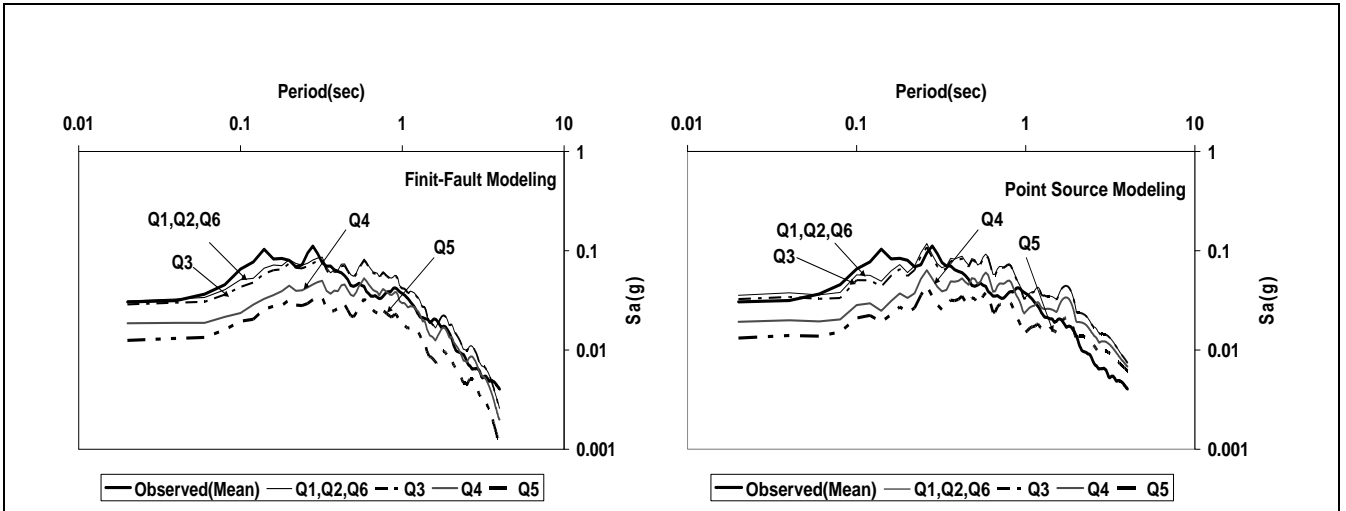 Period(sec)
0.01 0.1 1 10
1
0.1
0.01
0.001
Sa(g)
Finit-Fault Modeling
Q1,Q2,Q6
Q4
Q3
Q5
Observed(Mean) Q1,Q2,Q6 Q3 Q4 Q5
Period(sec)
0.01 0.1 1 10
1
0.1
0.01
0.001
Sa(g)
Point Source Modeling
Q4
Q1,Q2,Q6
Q3
Q5
Observed(Mean) Q1,Q2,Q6 Q3 Q4 Q5